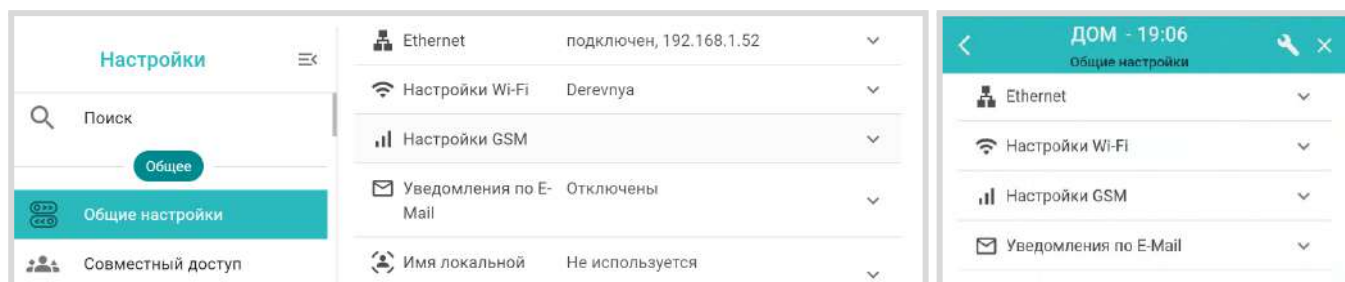 Настройки
Поиск
Общее
Общие настройки
Совместный доступ
Ethernet подключен, 192.168.1.52
Настройки Wi-Fi Derevnya
Настройки GSM
Уведомления по E- Отключены
Mail
Имя локальной Не используется
ДОМ - 19:06
Общие настройки
Ethernet
Настройки Wi-Fi
Настройки GSM
Уведомления по E-Mail